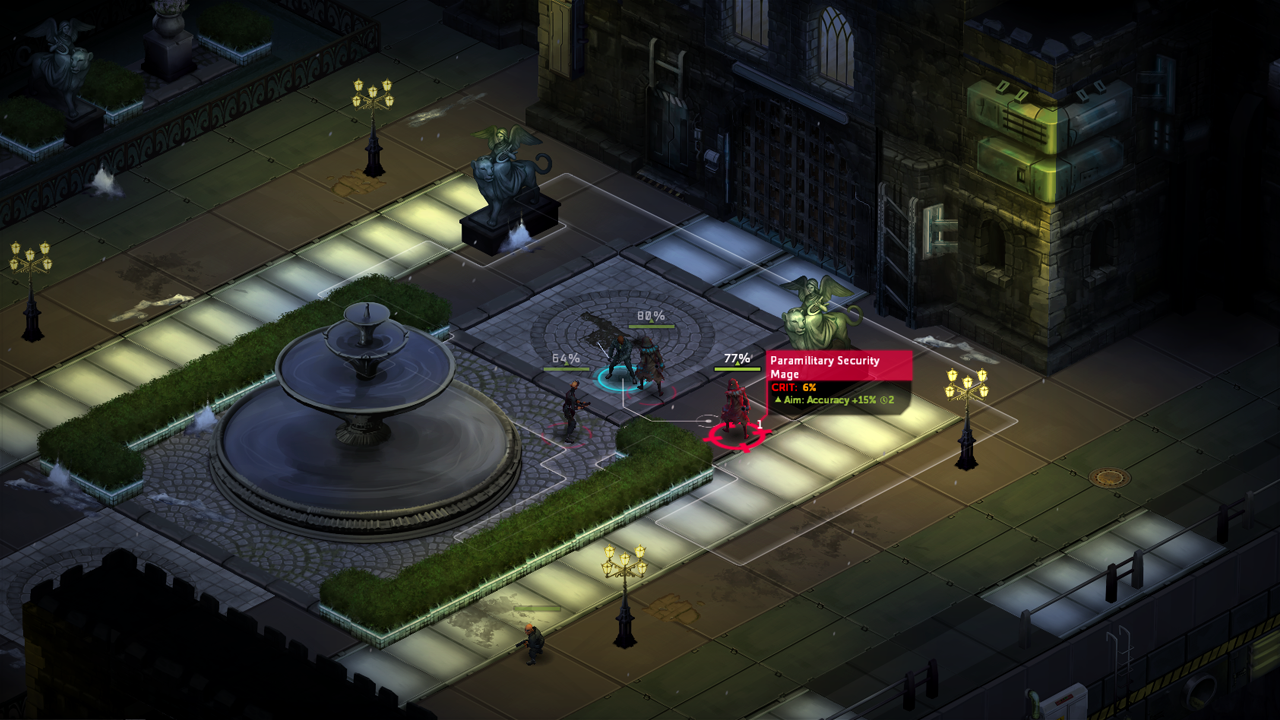 80%
64%
77%
Paramilitary Security
Mage
CRIT: 6%
Aim: Accuracy +15% 2
1